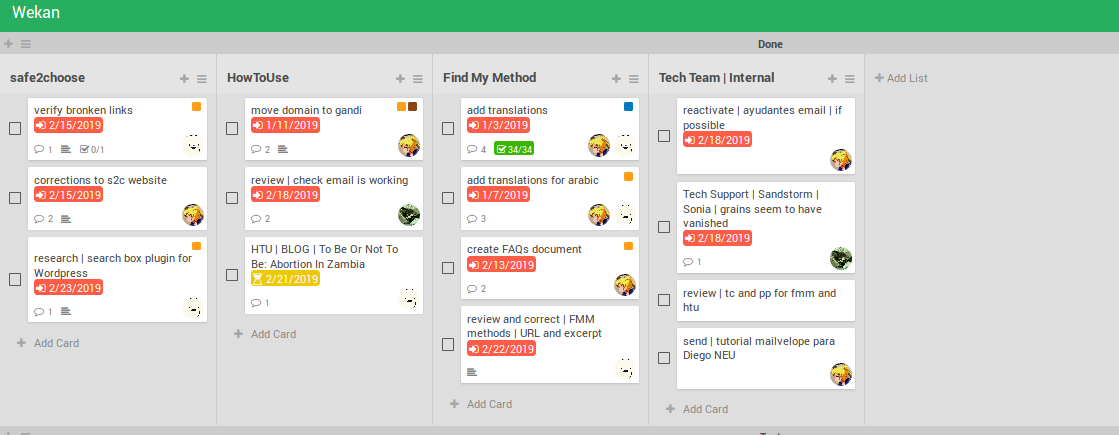 Wekan
Done
safe2choose
verify bronken links
2/15/2019
1
0/1
corrections to s2c website
2/15/2019
2
research | search box plugin for
Wordpress
2/23/2019
1
Add Card
HowToUse
move domain to gandi
1/11/2019
2
review | check email is working
2/18/2019
2
HTU | BLOG | To Be Or Not To
Be: Abortion In Zambia
2/21/2019
1
Add Card
Find My Method
add translations
1/3/2019
4
34/34
add translations for arabic
1/7/2019
3
create FAQs document
2/13/2019
2
review and correct | FMM
methods | URL and excerpt
2/22/2019
Add Card
Tech Team | Internal
reactivate | ayudantes email | if
possible
2/18/2019
Tech Support | Sandstorm |
Sonia | grains seem to have
vanished
2/18/2019
1
review | tc and pp for fmm and
htu
send | tutorial mailvelope para
Diego NEU
Add Card
Add List